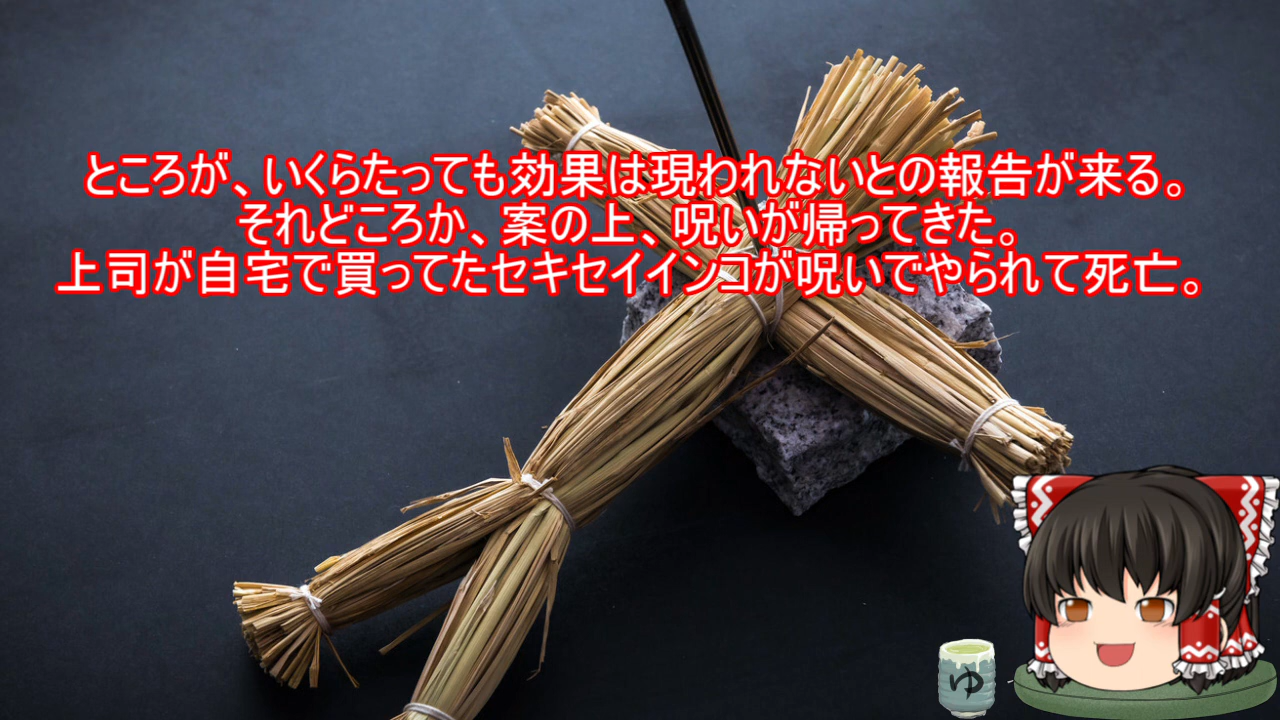 ところが、いくらたっても効果は現われないとの報告が来る。
それどころか、案の上、呪いが帰ってきた。
上司が自宅で買ってたセキセイインコが呪いでやられて死亡。
ゆ